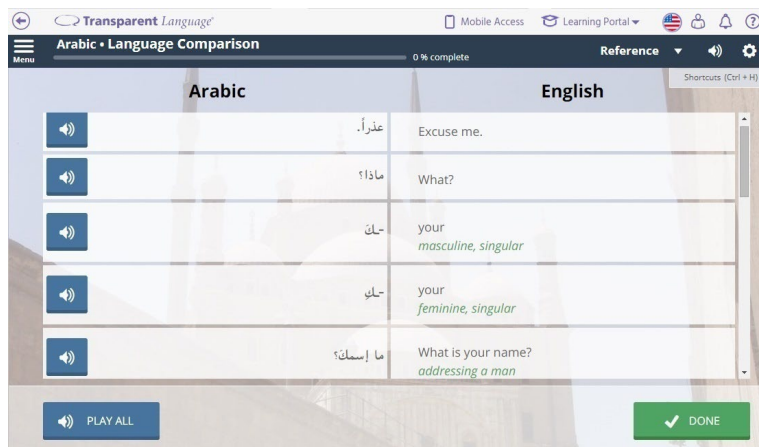 Transparent Language
Mobile Access
Learning Portal
Menu
Arabic • Language Comparison
0 % complete
Reference
Shortcuts (Ctrl + H)
Arabic
English
عذراً.
Excuse me.
ماذا؟
What?
-ـكَ
your
masculine, singular
-ـكِ
your
feminine, singular
ما إسمكَ؟
What is your name?
addressing a man
PLAY ALL
DONE